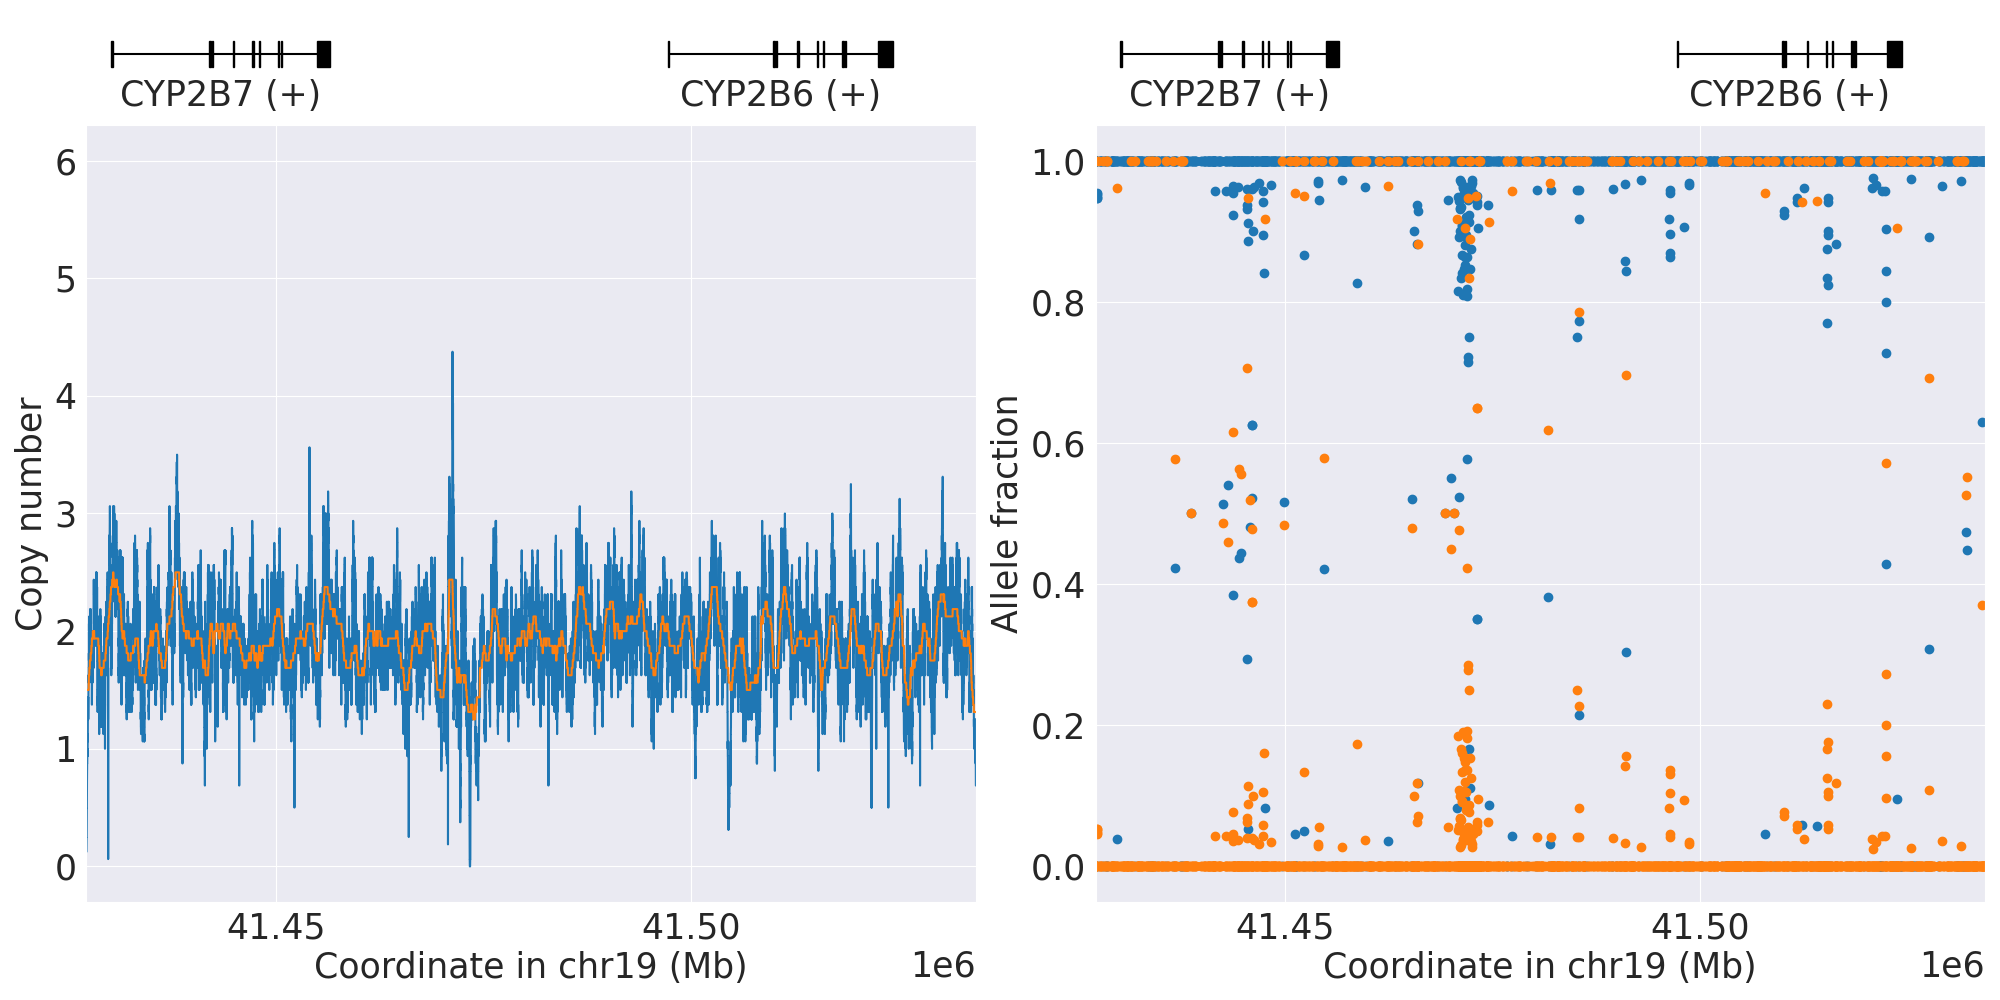 CYP2B7 (+) CYP2B6 (+)
6
5
4
3
2
1
0
Copy number
41.45 41.50
Coordinate in chr19 (Mb) 1e6
CYP2B7 (+) CYP2B6 (+)
1.0
0.8
0.6
0.4
0.2
0.0
Allele fraction
41.45 41.50
Coordinate in chr19 (Mb) 1e6